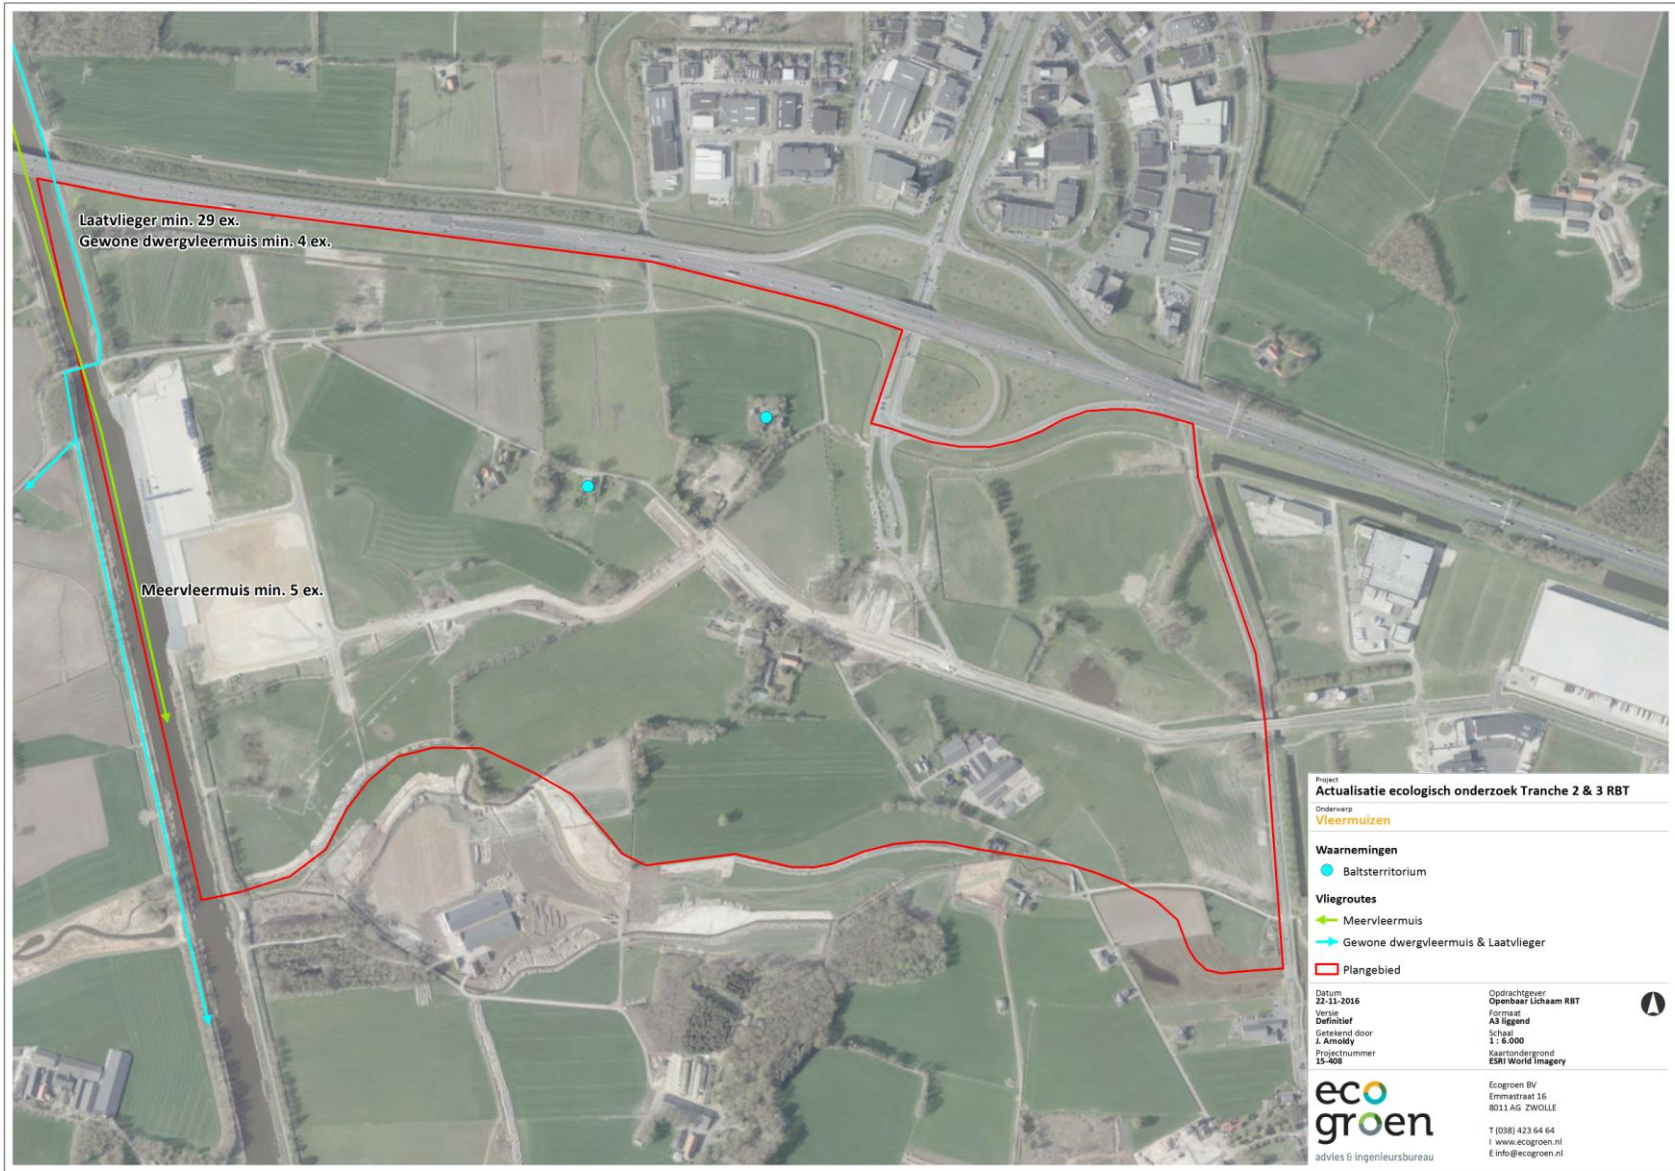 Laatvlieger min. 29 ex.
Gewone dwergvleermuis min. 4 ex.
Meervleermuis min. 5 ex.
Project
Actualisatie ecologisch onderzoek Tranche 2 & 3 RBT
Onderwerp
Vleermuizen
Waarnemingen
Baltsterritorium
Vliegroutes
Meervleermuis
Gewone dwergvleermuis & Laatvlieger
Plangebied
Datum
22-11-2016
Versie
Definitief
Getekend door
J. Arnoldy
Projectnummer
15-408
Opdrachtgever
Openbaar Lichaam RBT
Formaat
A3 liggend
Schaal
1 : 6.000
Kaartondergrond
ESRI World Imagery
eco
groen
advies & ingenieursbureau
Ecogroen BV
Emmastraat 16
8011 AG ZWOLLE
T (038) 423 64 64
I www.ecogroen.nl
E info@ecogroen.nl